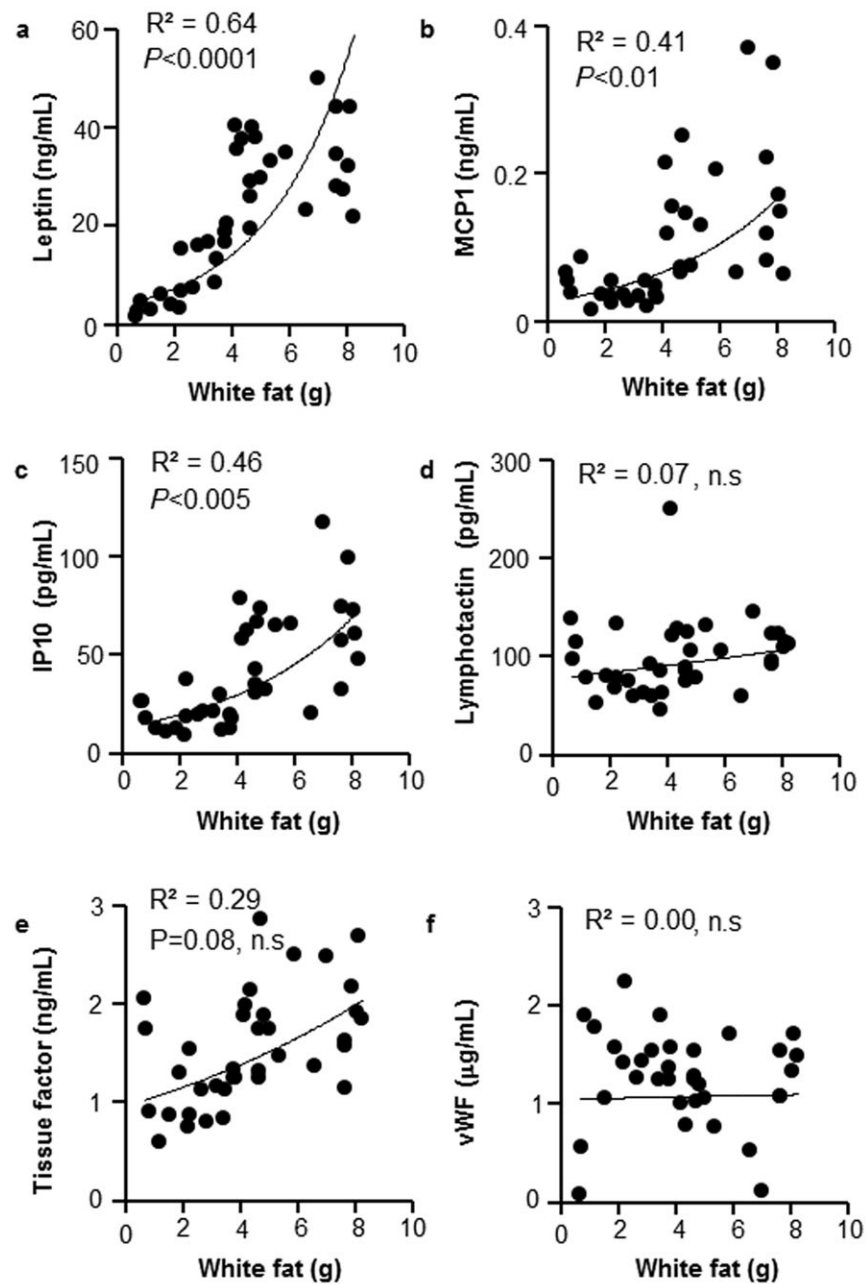 a
R² = 0.64
P<0.0001
Leptin (ng/mL)
60
40
20
0
0 2 4 6 8 10
White fat (g)
b
R² = 0.41
P<0.01
MCP1 (ng/mL)
0.4
0.2
0
0 2 4 6 8 10
White fat (g)
c
R² = 0.46
P<0.005
IP10 (pg/mL)
150
100
50
0
0 2 4 6 8 10
White fat (g)
d
R² = 0.07, n.s
Lymphotactin (pg/mL)
300
200
100
0
0 2 4 6 8 10
White fat (g)
e
R² = 0.29
P=0.08, n.s
Tissue factor (ng/mL)
3
2
1
0
0 2 4 6 8 10
White fat (g)
f
R² = 0.00, n.s
vWF (µg/mL)
3
2
1
0
0 2 4 6 8 10
White fat (g)